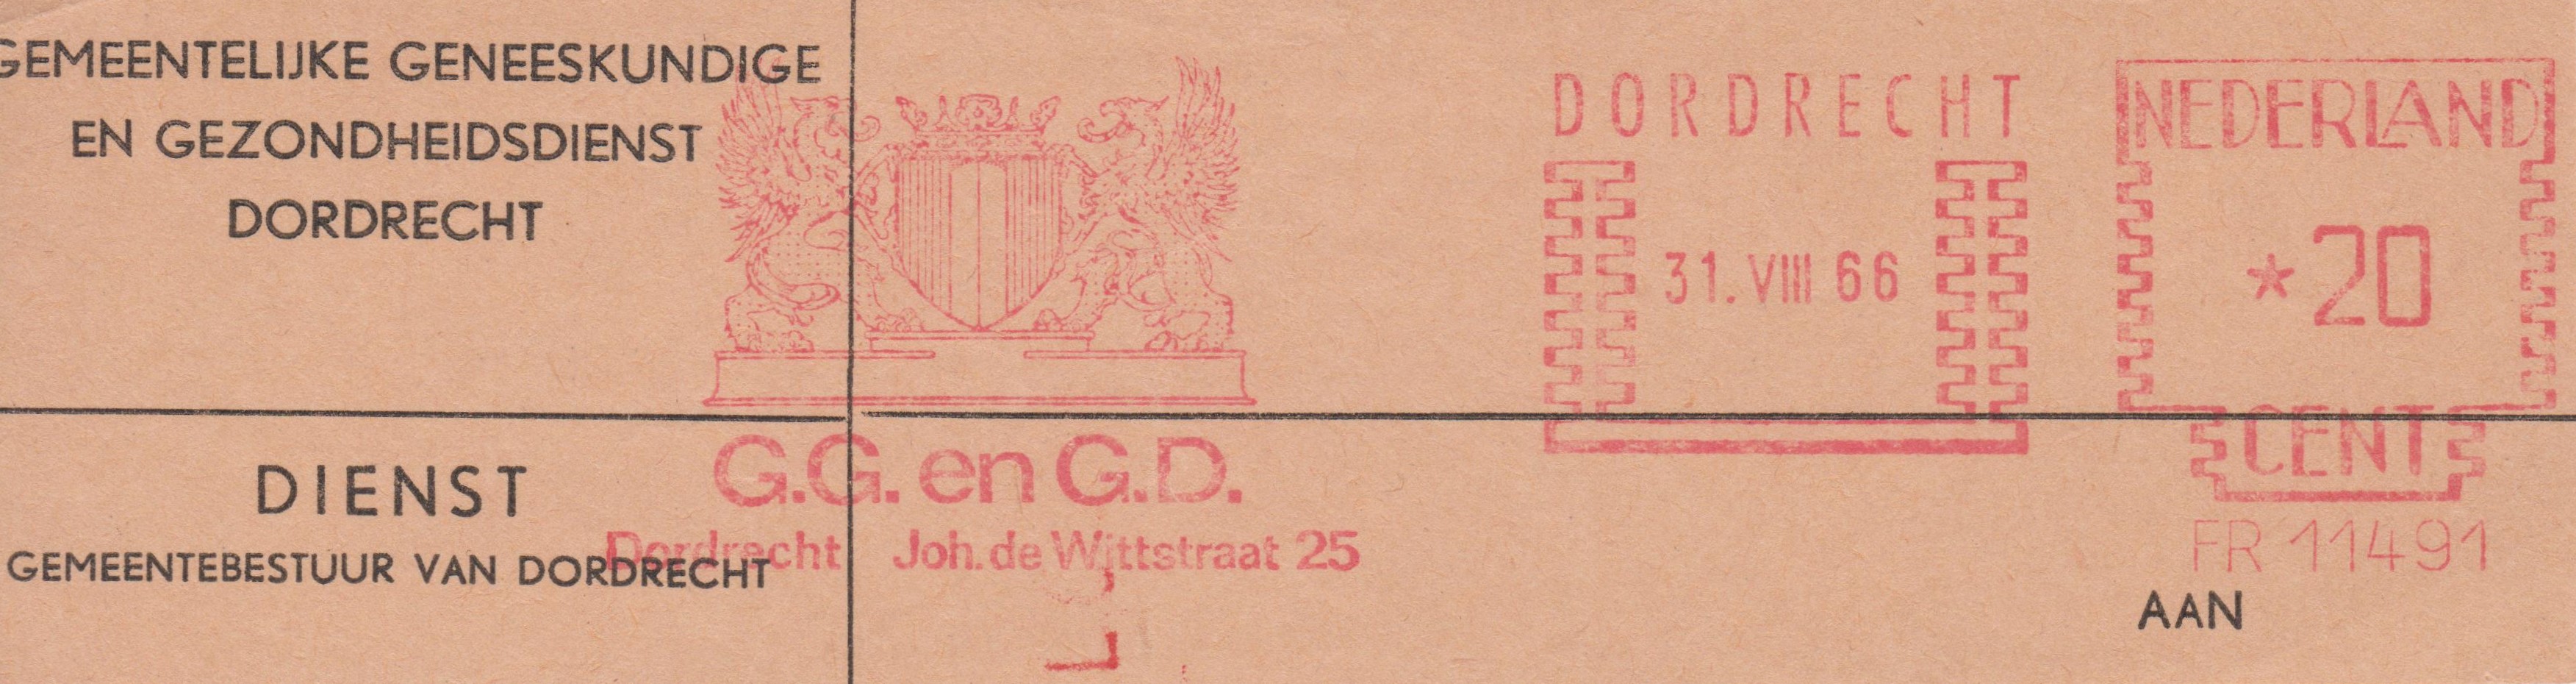 GEMEENTELIJKE GENEESKUNDIGE
EN GEZONDHEIDSDIENST
DORDRECHT
DIENST
GEMEENTEBESTUUR VAN DORDRECHT
G.G. en G.D.
Dordrecht Joh. de Wittstraat 25
DORDRECHT
31.VIII 66
NEDERLAND
*20
CENT
FR 11491
AAN